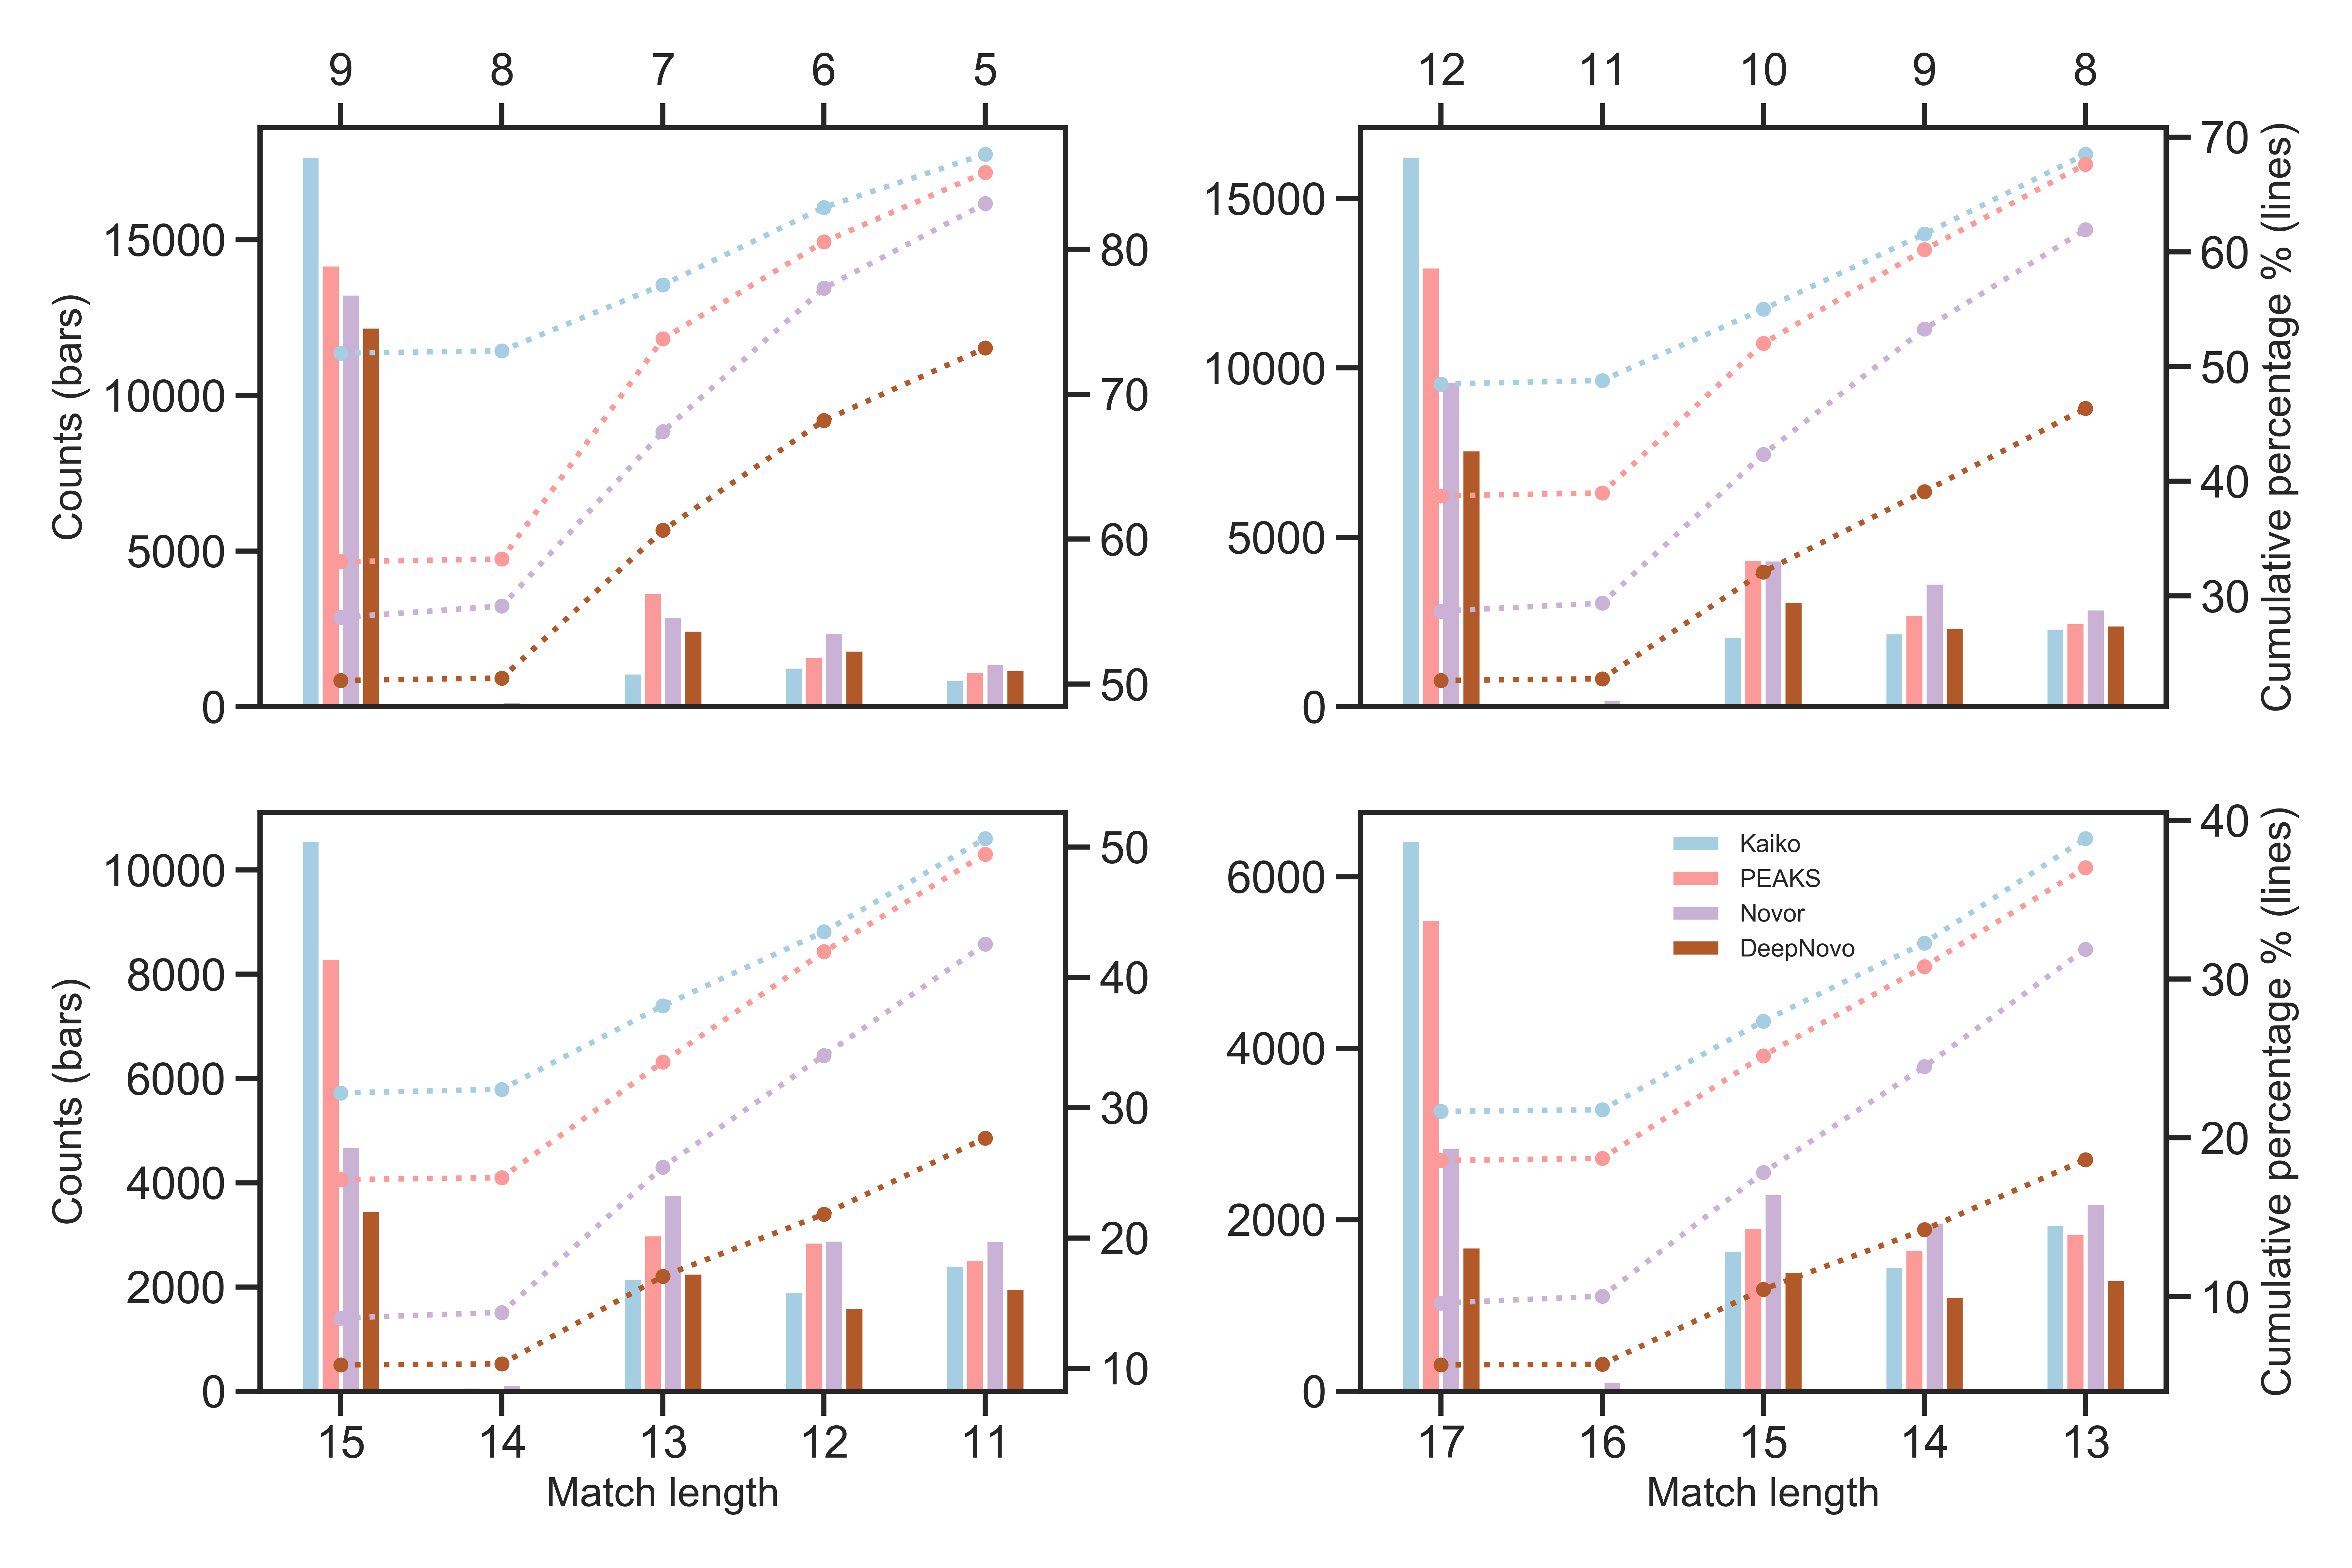 9 8 7 6 5
Counts (bars)
15000
10000
5000
0
80
70
60
50
12 11 10 9 8
15000
10000
5000
0
70
60
50
40
30
Cumulative percentage % (lines)
Counts (bars)
10000
8000
6000
4000
2000
0
50
40
30
20
10
15 14 13 12 11
Match length
6000
4000
2000
0
Kaiko
PEAKS
Novor
DeepNovo
40
30
20
10
Cumulative percentage % (lines)
17 16 15 14 13
Match length